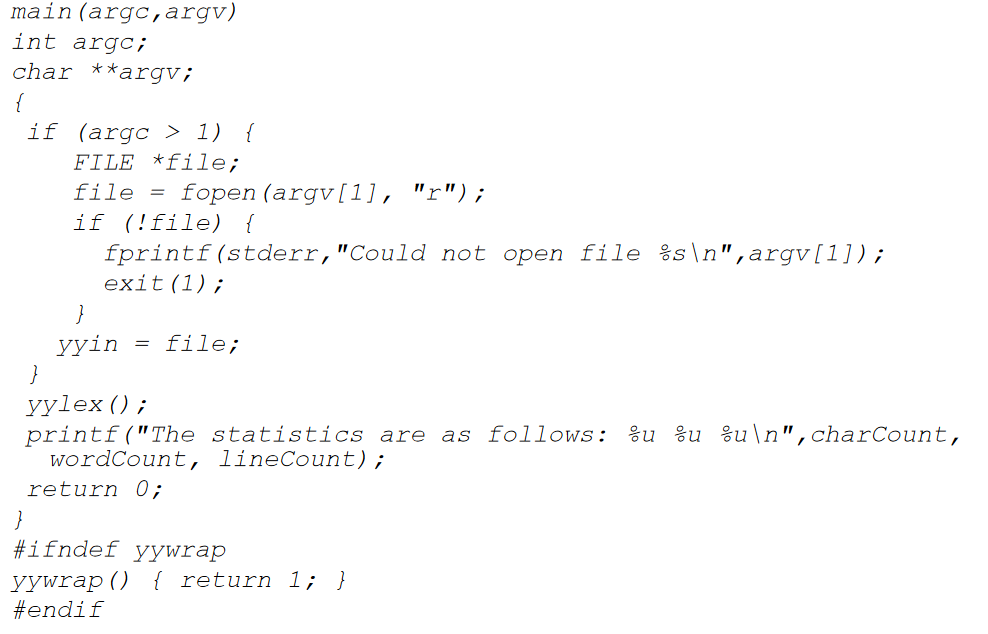 main(argc,argv)
int argc;
char **argv;
{
if (argc > 1) {
FILE *file;
file = fopen(argv[1], "r");
if (!file) {
fprintf(stderr,"Could not open file %s\n",argv[1]);
exit(1);
}
yyin = file;
}
yylex();
printf("The statistics are as follows: %u %u %u\n",charCount,
wordCount, lineCount);
return 0;
}
#ifndef yywrap
yywrap() { return 1; }
#endif